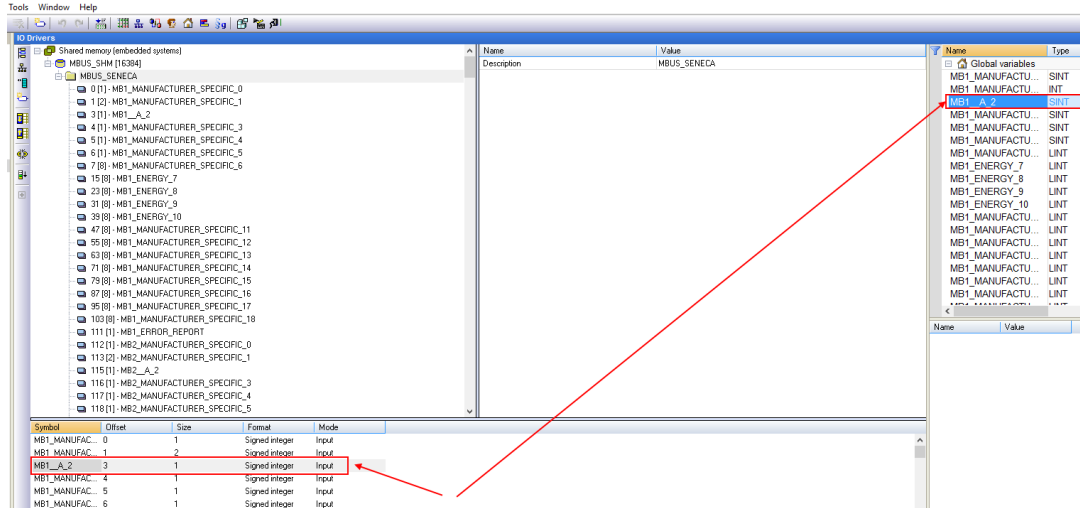 Tools Window Help
IO Drivers
Shared memory (embedded systems)
MBUS_SHM [16384]
MBUS_SENECA
0 [1] - MB1_MANUFACTURER_SPECIFIC_0
1 [2] - MB1_MANUFACTURER_SPECIFIC_1
3 [1] - MB1__A_2
4 [1] - MB1_MANUFACTURER_SPECIFIC_3
5 [1] - MB1_MANUFACTURER_SPECIFIC_4
6 [1] - MB1_MANUFACTURER_SPECIFIC_5
7 [8] - MB1_MANUFACTURER_SPECIFIC_6
15 [8] - MB1_ENERGY_7
23 [8] - MB1_ENERGY_8
31 [8] - MB1_ENERGY_9
39 [8] - MB1_ENERGY_10
47 [8] - MB1_MANUFACTURER_SPECIFIC_11
55 [8] - MB1_MANUFACTURER_SPECIFIC_12
63 [8] - MB1_MANUFACTURER_SPECIFIC_13
71 [8] - MB1_MANUFACTURER_SPECIFIC_14
79 [8] - MB1_MANUFACTURER_SPECIFIC_15
87 [8] - MB1_MANUFACTURER_SPECIFIC_16
95 [8] - MB1_MANUFACTURER_SPECIFIC_17
103 [8] - MB1_MANUFACTURER_SPECIFIC_18
111 [1] - MB1_ERROR_REPORT
112 [1] - MB2_MANUFACTURER_SPECIFIC_0
113 [2] - MB2_MANUFACTURER_SPECIFIC_1
115 [1] - MB2__A_2
116 [1] - MB2_MANUFACTURER_SPECIFIC_3
117 [1] - MB2_MANUFACTURER_SPECIFIC_4
118 [1] - MB2_MANUFACTURER_SPECIFIC_5
Name Value
Description MBUS_SENECA
Name Type
Global variables
MB1_MANUFACTU... SINT
MB1_MANUFACTU... INT
MB1__A_2 SINT
MB1_MANUFACTU... SINT
MB1_MANUFACTU... SINT
MB1_MANUFACTU... SINT
MB1_MANUFACTU... LINT
MB1_ENERGY_7 LINT
MB1_ENERGY_8 LINT
MB1_ENERGY_9 LINT
MB1_ENERGY_10 LINT
MB1_MANUFACTU... LINT
MB1_MANUFACTU... LINT
MB1_MANUFACTU... LINT
MB1_MANUFACTU... LINT
MB1_MANUFACTU... LINT
MB1_MANUFACTU... LINT
MB1_MANUFACTU... LINT
Name Value
Symbol Offset Size Format Mode
MB1_MANUFAC... 0 1 Signed integer Input
MB1_MANUFAC... 1 2 Signed integer Input
MB1__A_2 3 1 Signed integer Input
MB1_MANUFAC... 4 1 Signed integer Input
MB1_MANUFAC... 5 1 Signed integer Input
MB1_MANUFAC... 6 1 Signed integer Input